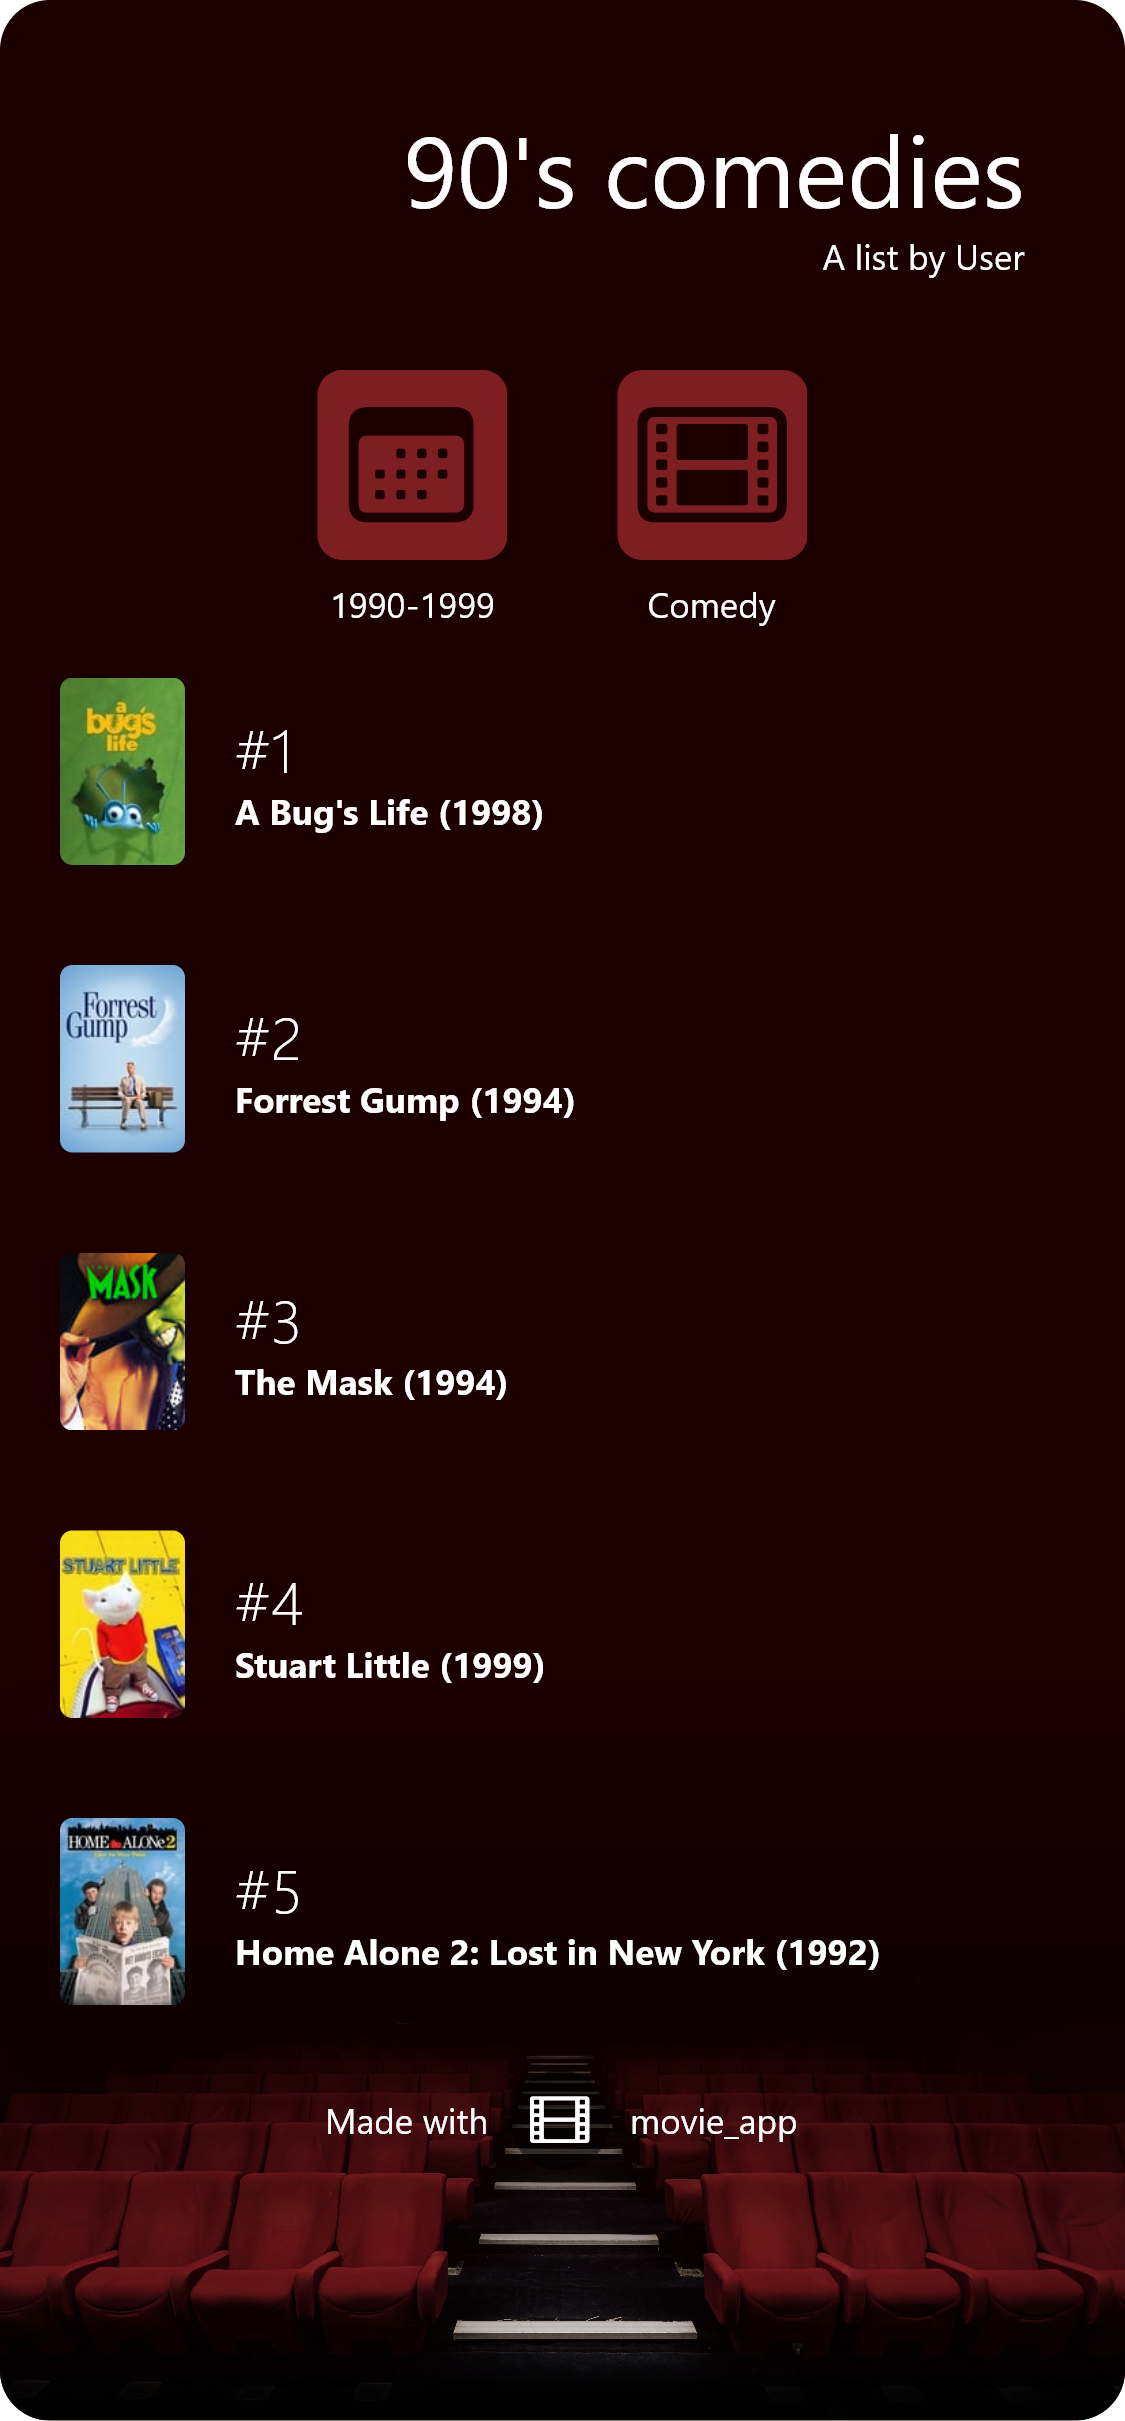 90's comedies
A list by User
1990-1999
Comedy
a
bug's
life
#1
A Bug's Life (1998)
Forrest
Gump
#2
Forrest Gump (1994)
MASK
#3
The Mask (1994)
STUART LITTLE
#4
Stuart Little (1999)
HOME ALONe 2
#5
Home Alone 2: Lost in New York (1992)
Made with movie_app